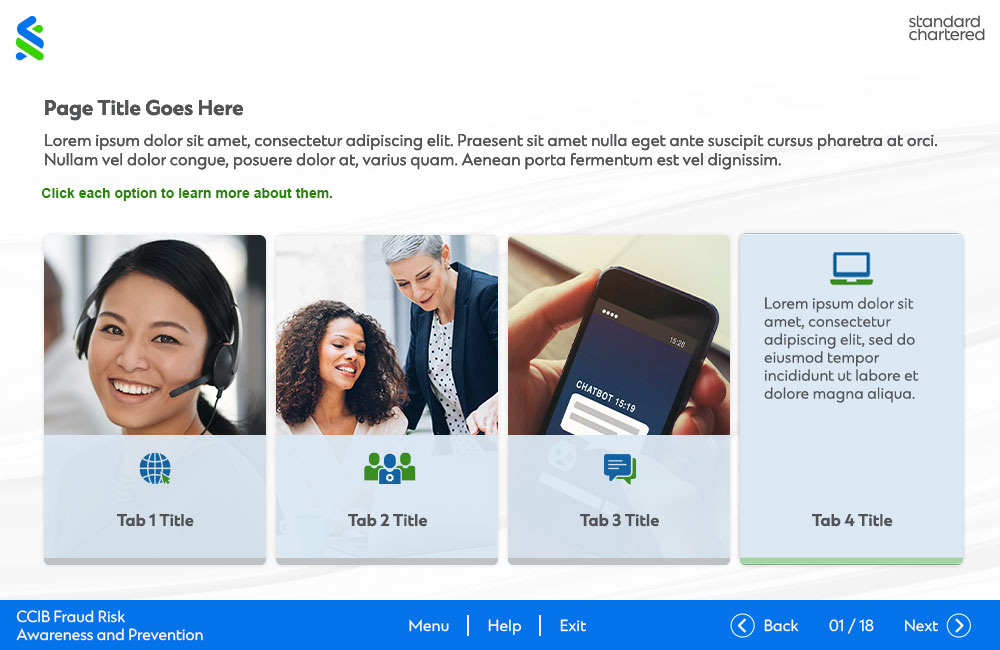 standard
chartered
Page Title Goes Here
Lorem ipsum dolor sit amet, consectetur adipiscing elit. Praesent sit amet nulla eget ante suscipit cursus pharetra at orci.
Nullam vel dolor congue, posuere dolor at, varius quam. Aenean porta fermentum est vel dignissim.
Click each option to learn more about them.
15:20
CHATBOT 15:19
Lorem ipsum dolor sit
amet, consectetur
adipiscing elit, sed do
eiusmod tempor
incididunt ut labore et
dolore magna aliqua.
Tab 1 Title
Tab 2 Title
Tab 3 Title
Tab 4 Title
CCIB Fraud Risk
Awareness and Prevention
Menu
Help
Exit
Back
01 / 18
Next